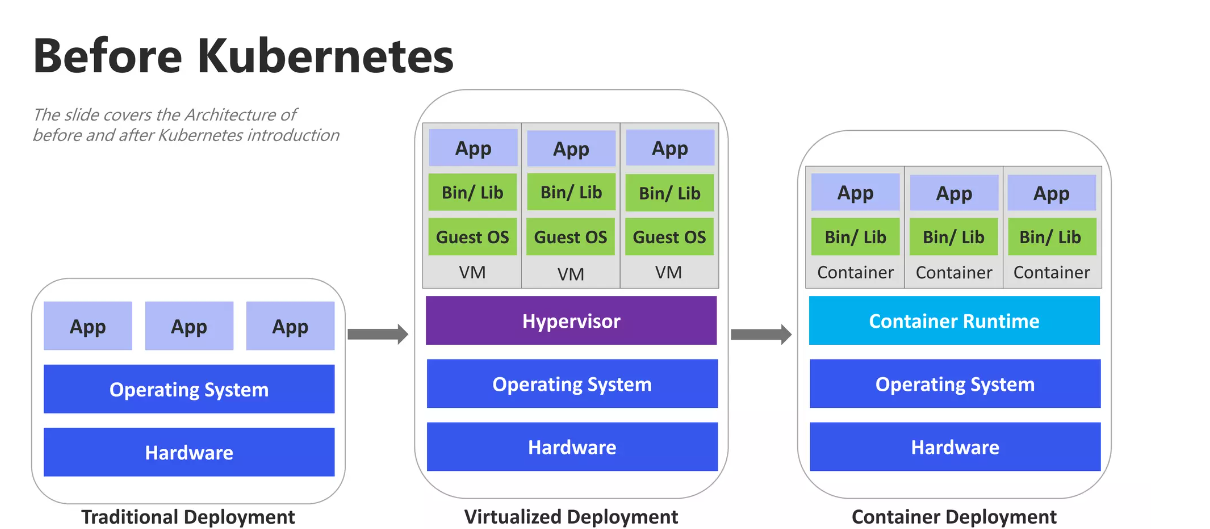 Before Kubernetes
The slide covers the Architecture of
before and after Kubernetes introduction
App App App
Operating System
Hardware
Traditional Deployment
App App App
Bin/ Lib Bin/ Lib Bin/ Lib
Guest OS Guest OS Guest OS
VM VM VM
Hypervisor
Operating System
Hardware
Virtualized Deployment
App App App
Bin/ Lib Bin/ Lib Bin/ Lib
Container Container Container
Container Runtime
Operating System
Hardware
Container Deployment